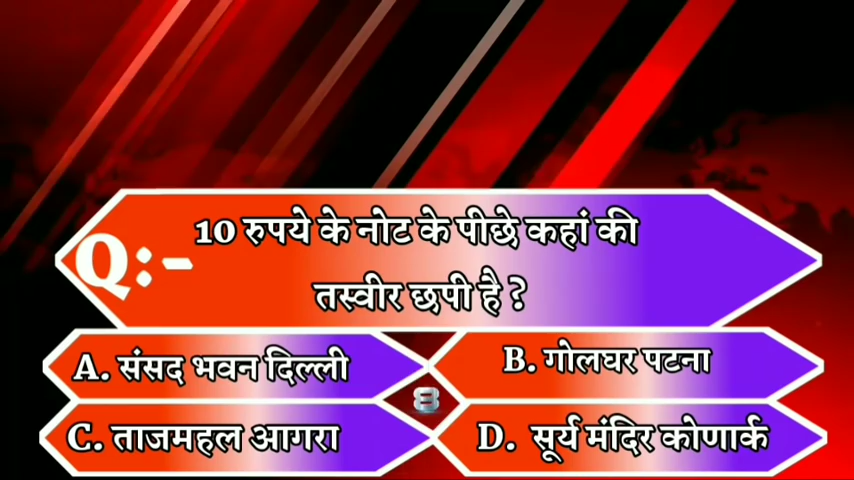 Q:-
10 रुपये के नोट के पीछे कहां की
तस्वीर छपी है ?
A. संसद भवन दिल्ली
B. गोलघर पटना
8
C. ताजमहल आगरा
D. सूर्य मंदिर कोणार्क